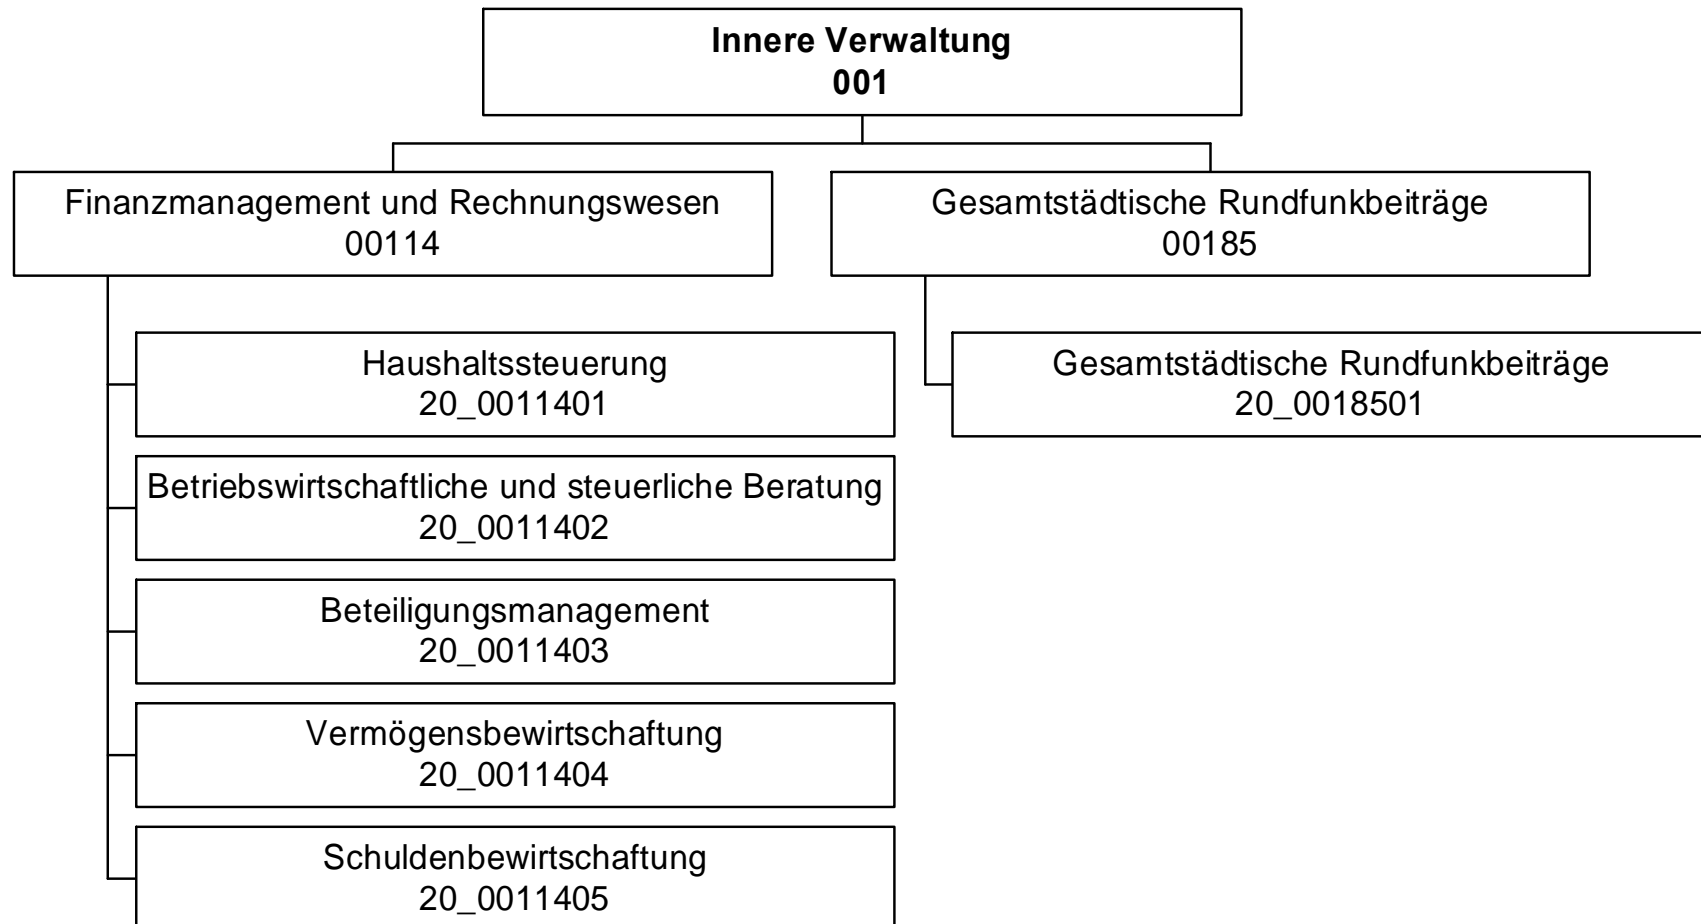 Innere Verwaltung
001
Finanzmanagement und Rechnungswesen
00114
Gesamtstädtische Rundfunkbeiträge
00185
Haushaltssteuerung
20_0011401
Betriebswirtschaftliche und steuerliche Beratung
20_0011402
Beteiligungsmanagement
20_0011403
Vermögensbewirtschaftung
20_0011404
Schuldenbewirtschaftung
20_0011405
Gesamtstädtische Rundfunkbeiträge
20_0018501